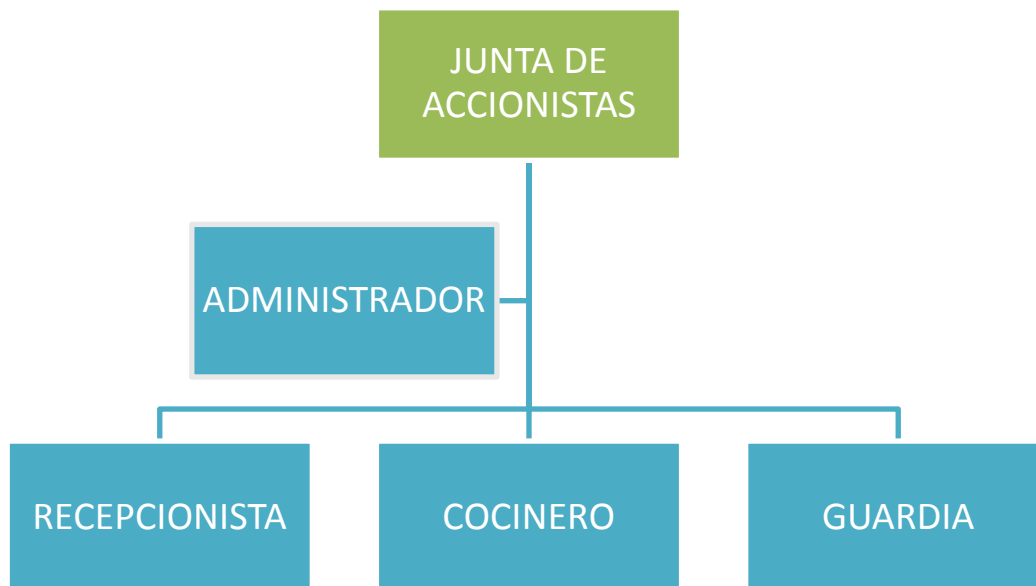 JUNTA DE
ACCIONISTAS
ADMINISTRADOR
RECEPCIONISTA
COCINERO
GUARDIA